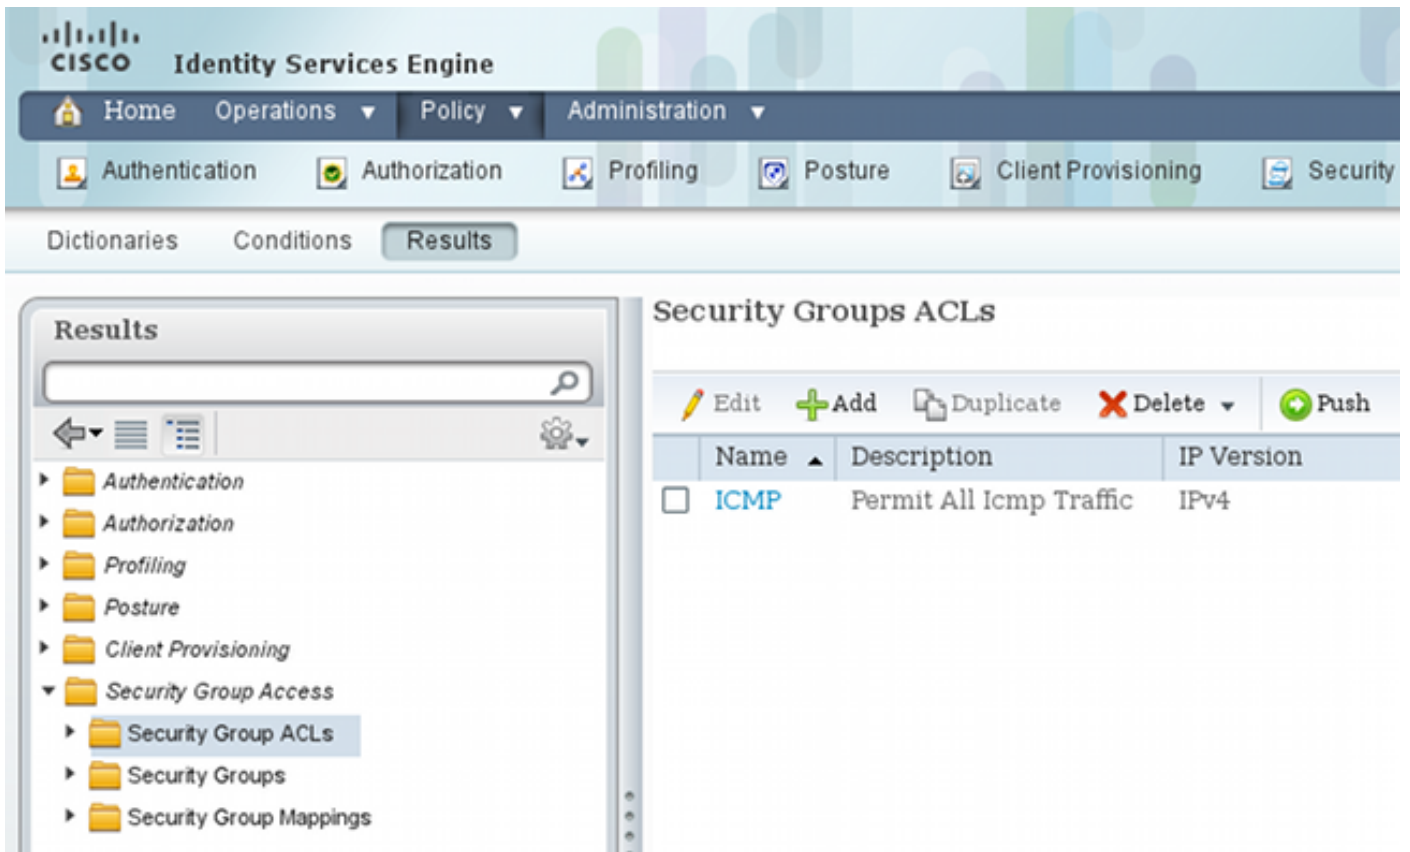 CISCO Identity Services Engine
Home Operations Policy Administration
Authentication Authorization Profiling Posture Client Provisioning Security
Dictionaries Conditions Results
Results
Authentication
Authorization
Profiling
Posture
Client Provisioning
Security Group Access
Security Group ACLs
Security Groups
Security Group Mappings
Security Groups ACLs
Edit Add Duplicate Delete Push
Name Description IP Version
ICMP Permit All Icmp Traffic IPv4